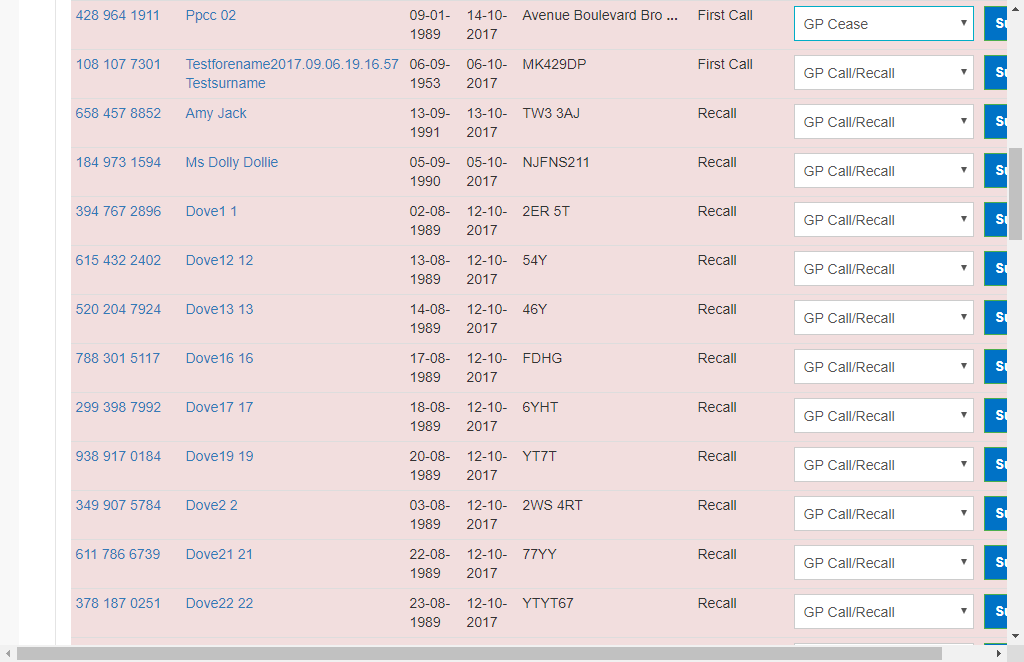 428 964 1911 Ppcc 02 09-01- 14-10- Avenue Boulevard Bro ... First Call GP Cease Su
1989 2017
108 107 7301 Testforename2017.09.06.19.16.57 06-09- 06-10- MK429DP First Call GP Call/Recall Su
Testsurname 1953 2017
658 457 8852 Amy Jack 13-09- 13-10- TW3 3AJ Recall GP Call/Recall Su
1991 2017
184 973 1594 Ms Dolly Dollie 05-09- 05-10- NJFNS211 Recall GP Call/Recall Su
1990 2017
394 767 2896 Dove1 1 02-08- 12-10- 2ER 5T Recall GP Call/Recall Su
1989 2017
615 432 2402 Dove12 12 13-08- 12-10- 54Y Recall GP Call/Recall Su
1989 2017
520 204 7924 Dove13 13 14-08- 12-10- 46Y Recall GP Call/Recall Su
1989 2017
788 301 5117 Dove16 16 17-08- 12-10- FDHG Recall GP Call/Recall Su
1989 2017
299 398 7992 Dove17 17 18-08- 12-10- 6YHT Recall GP Call/Recall Su
1989 2017
938 917 0184 Dove19 19 20-08- 12-10- YT7T Recall GP Call/Recall Su
1989 2017
349 907 5784 Dove2 2 03-08- 12-10- 2WS 4RT Recall GP Call/Recall Su
1989 2017
611 786 6739 Dove21 21 22-08- 12-10- 77YY Recall GP Call/Recall Su
1989 2017
378 187 0251 Dove22 22 23-08- 12-10- YTYT67 Recall GP Call/Recall Su
1989 2017